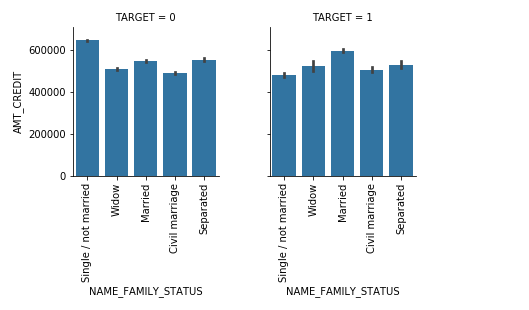 TARGET = 0
TARGET = 1
AMT_CREDIT
600000
400000
200000
0
Single / not married
Widow
Married
Civil marriage
Separated
NAME_FAMILY_STATUS
Single / not married
Widow
Married
Civil marriage
Separated
NAME_FAMILY_STATUS